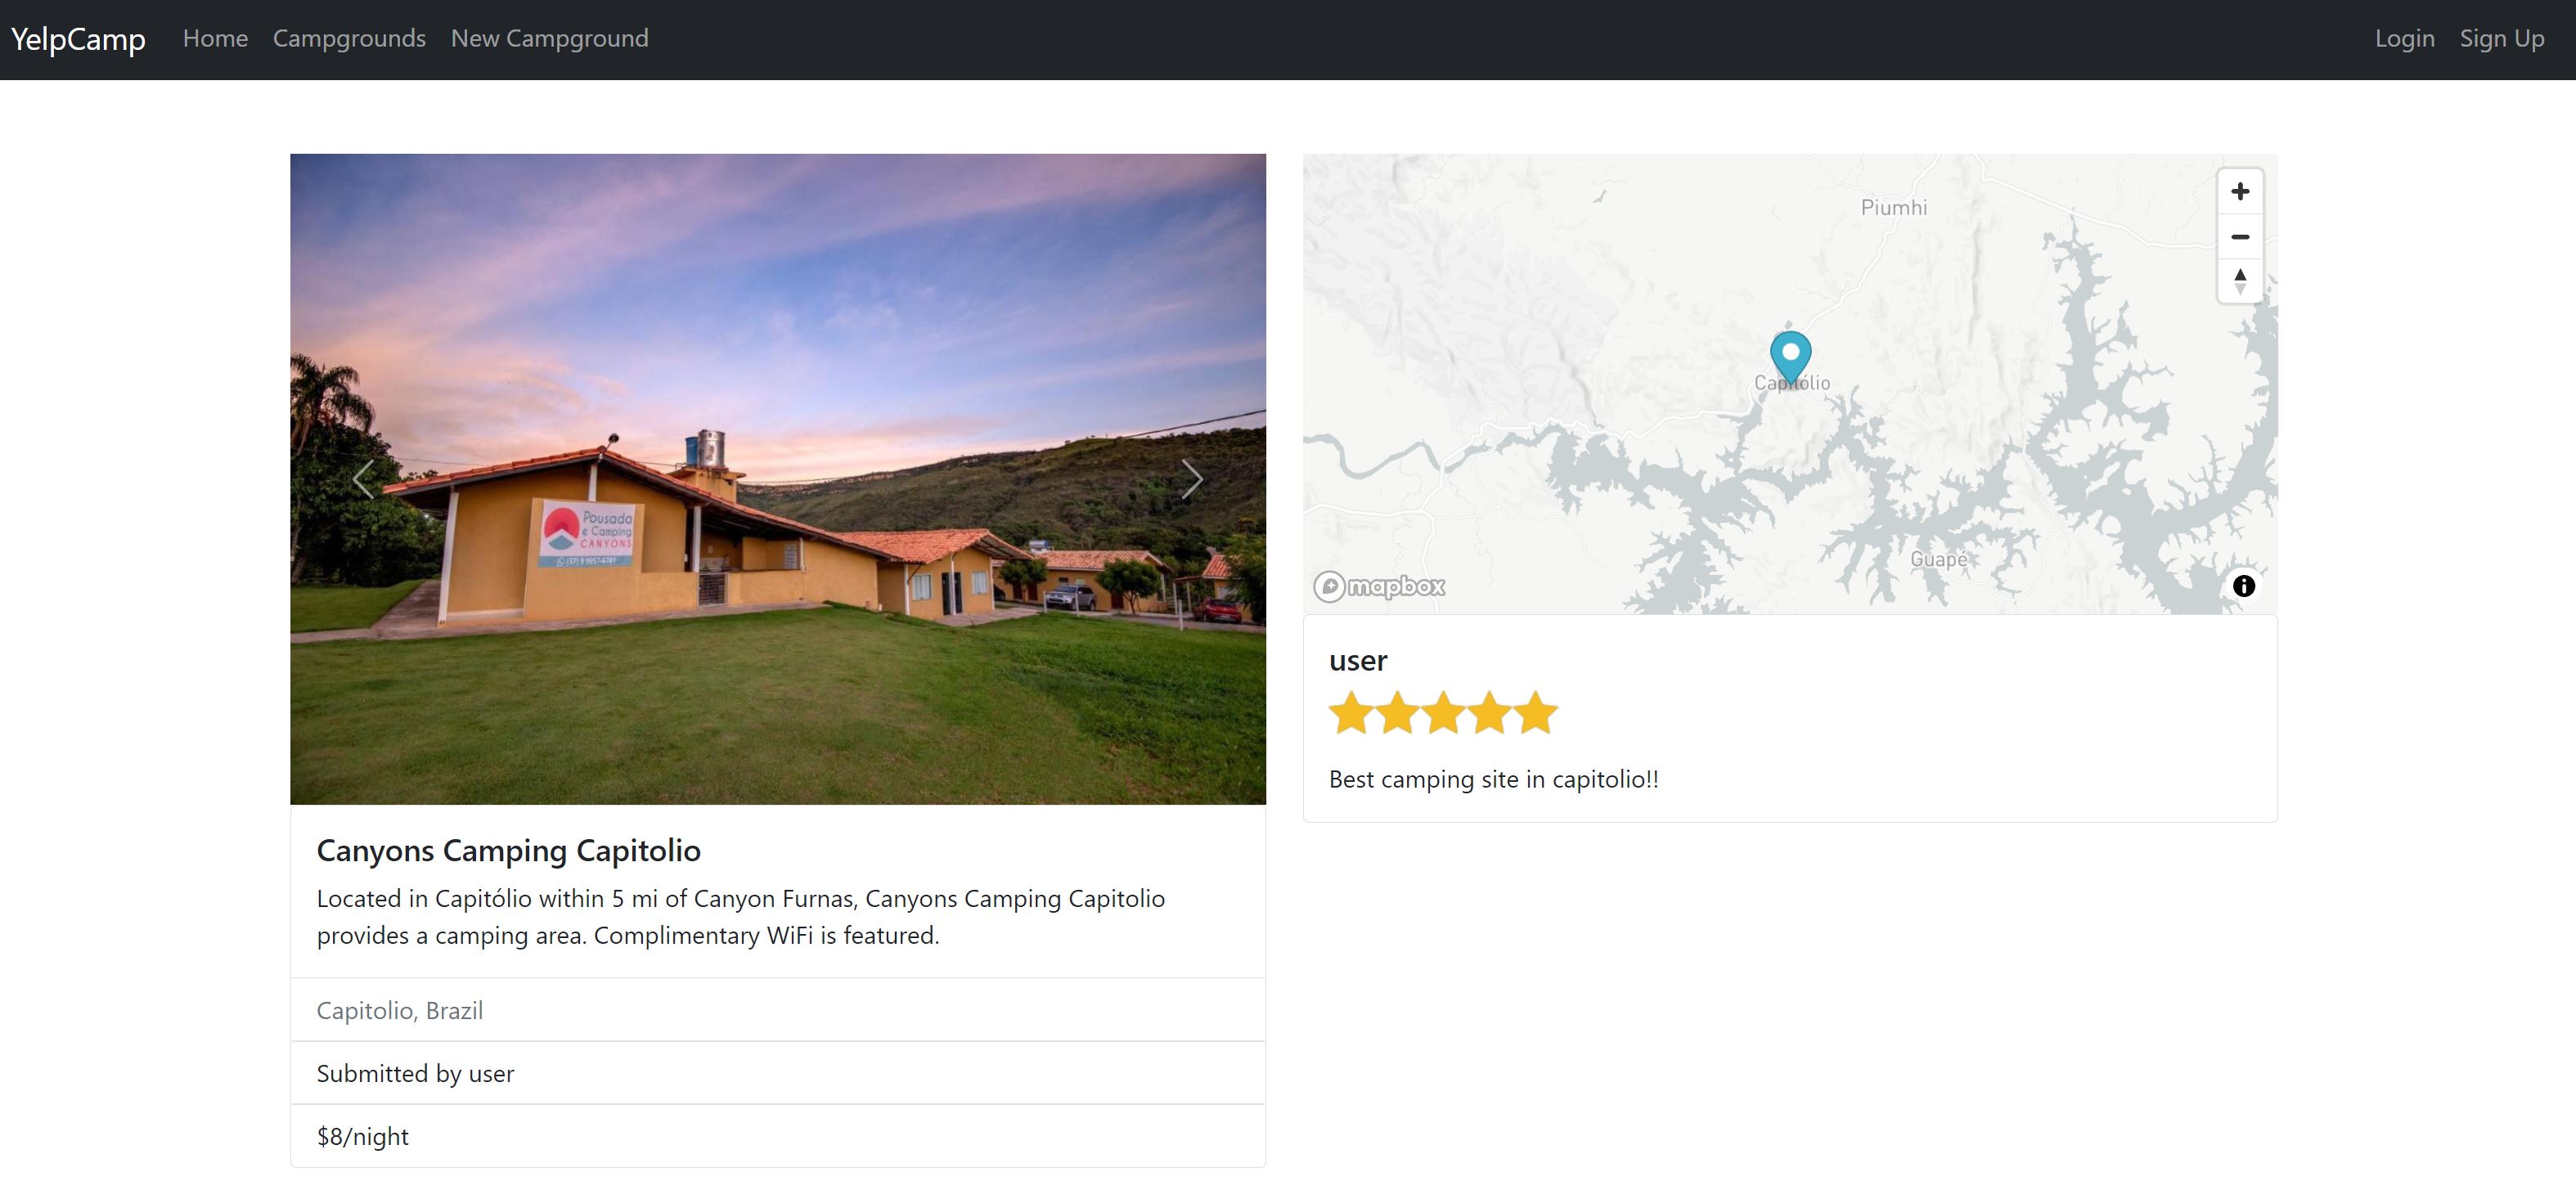 YelpCamp Home Campgrounds New Campground Login Sign Up
Pousada
e Camping
CANYONS
Canyons Camping Capitolio
Located in Capitólio within 5 mi of Canyon Furnas, Canyons Camping Capitolio
provides a camping area. Complimentary WiFi is featured.
Capitolio, Brazil
Submitted by user
$8/night
Piumhi
Capitólio
Guapé
mapbox
user
Best camping site in capitolio!!